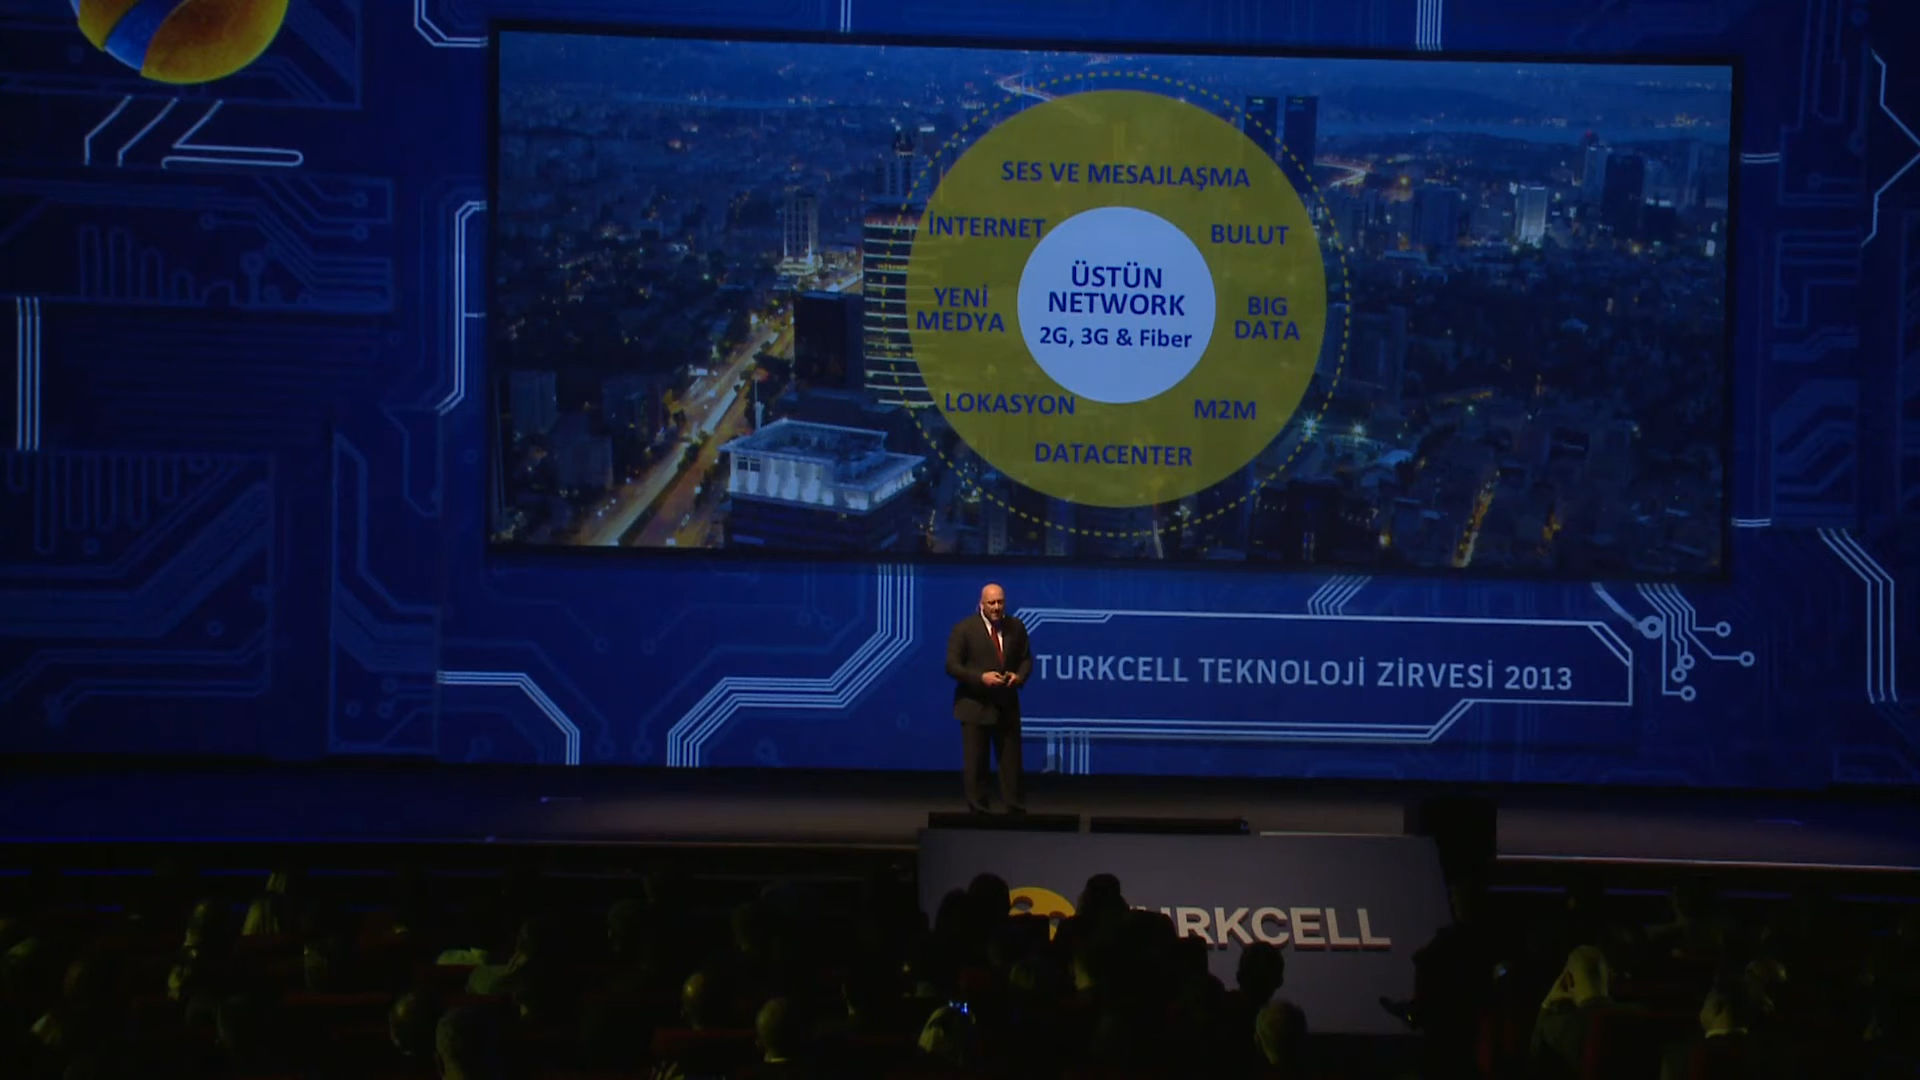 SES VE MESAJLAŞMA
İNTERNET
BULUT
YENİ
MEDYA
ÜSTÜN
NETWORK
2G, 3G & Fiber
BIG
DATA
LOKASYON
M2M
DATACENTER
TURKCELL TEKNOLOJİ ZİRVESİ 2013
TURKCELL